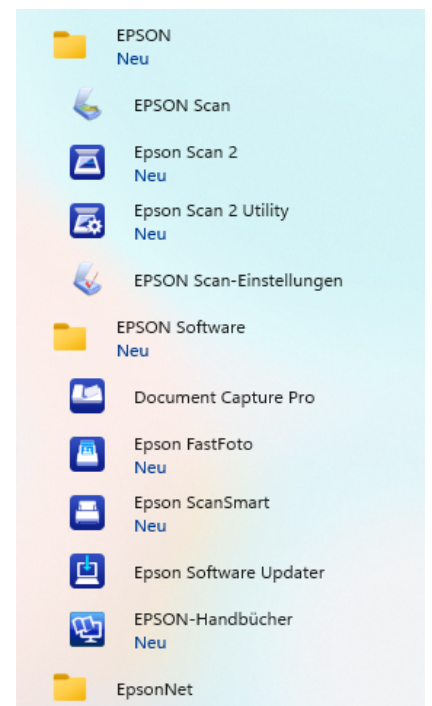 EPSON
Neu
EPSON Scan
Epson Scan 2
Neu
Epson Scan 2 Utility
Neu
EPSON Scan-Einstellungen
EPSON Software
Neu
Document Capture Pro
Epson FastFoto
Neu
Epson ScanSmart
Neu
Epson Software Updater
EPSON-Handbücher
Neu
EpsonNet